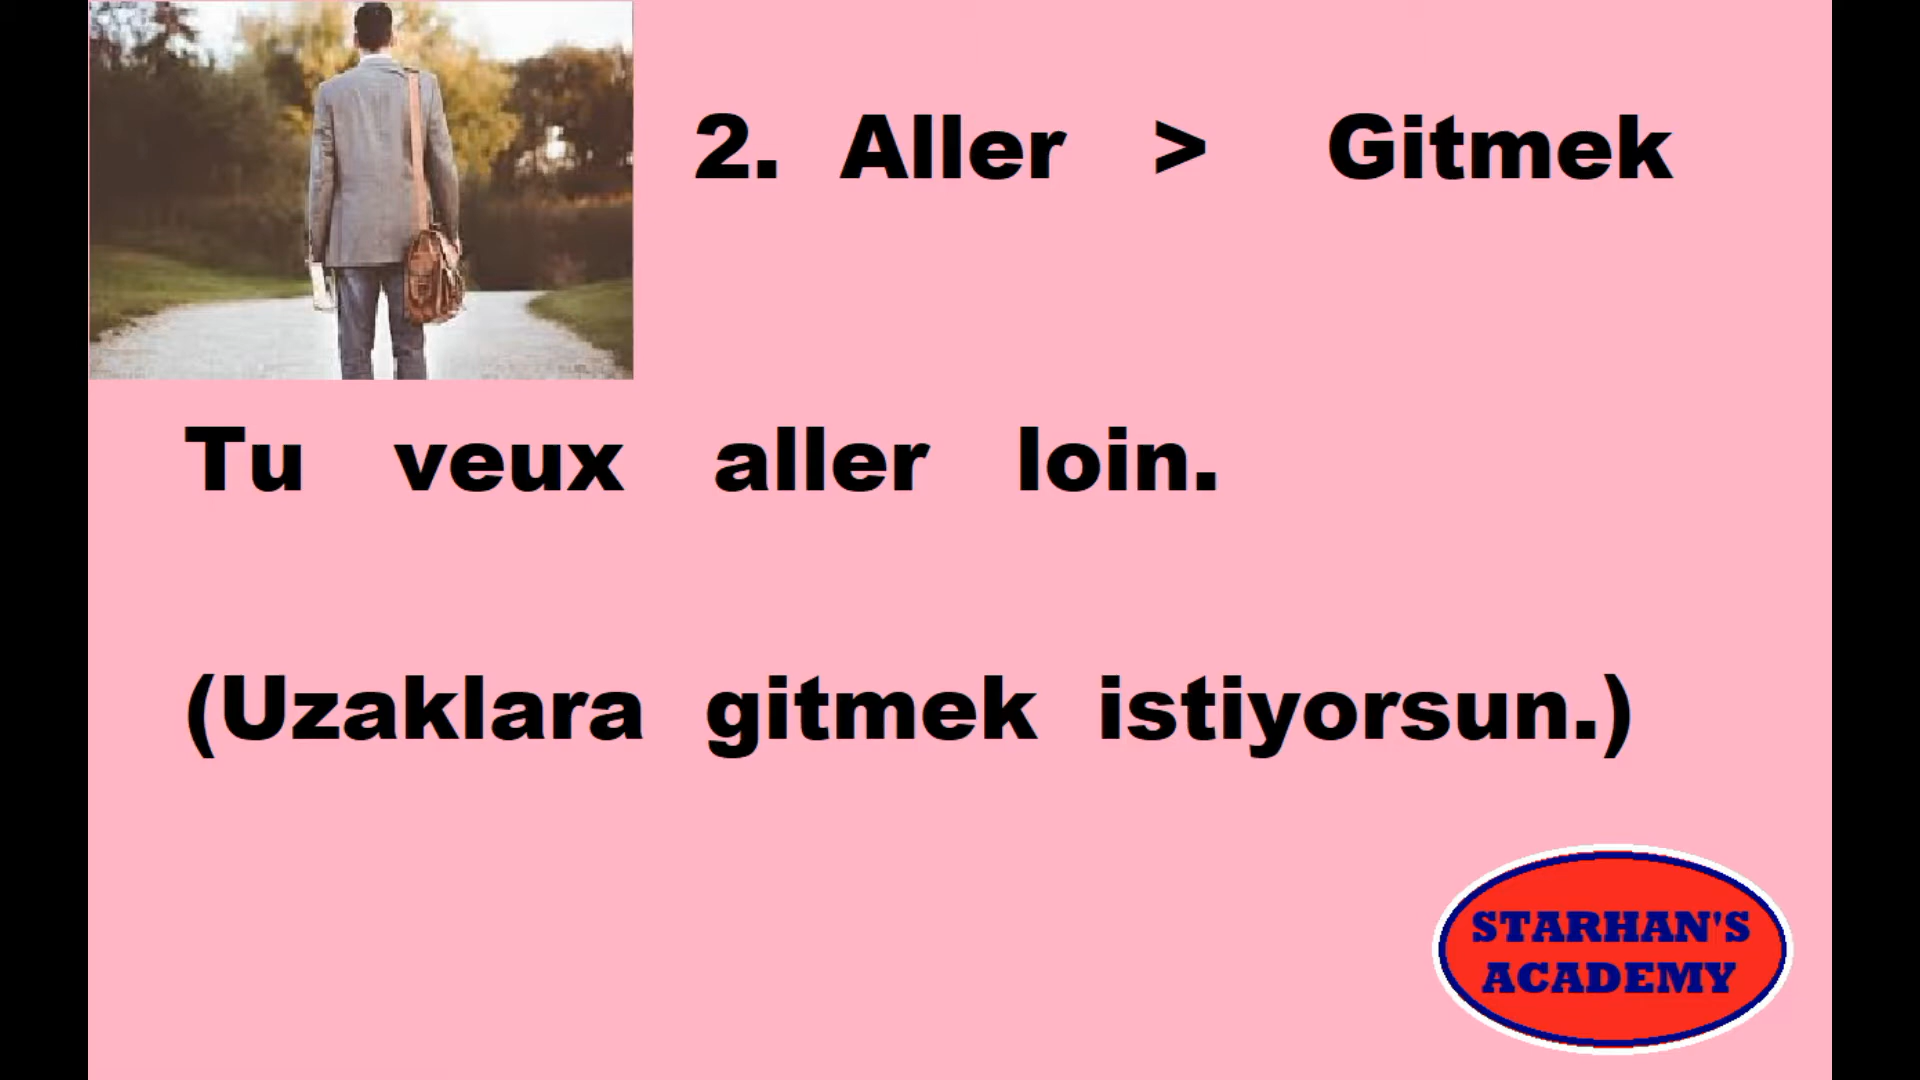 2. Aller > Gitmek
Tu veux aller loin.
(Uzaklara gitmek istiyorsun.)
STARHAN'S
ACADEMY